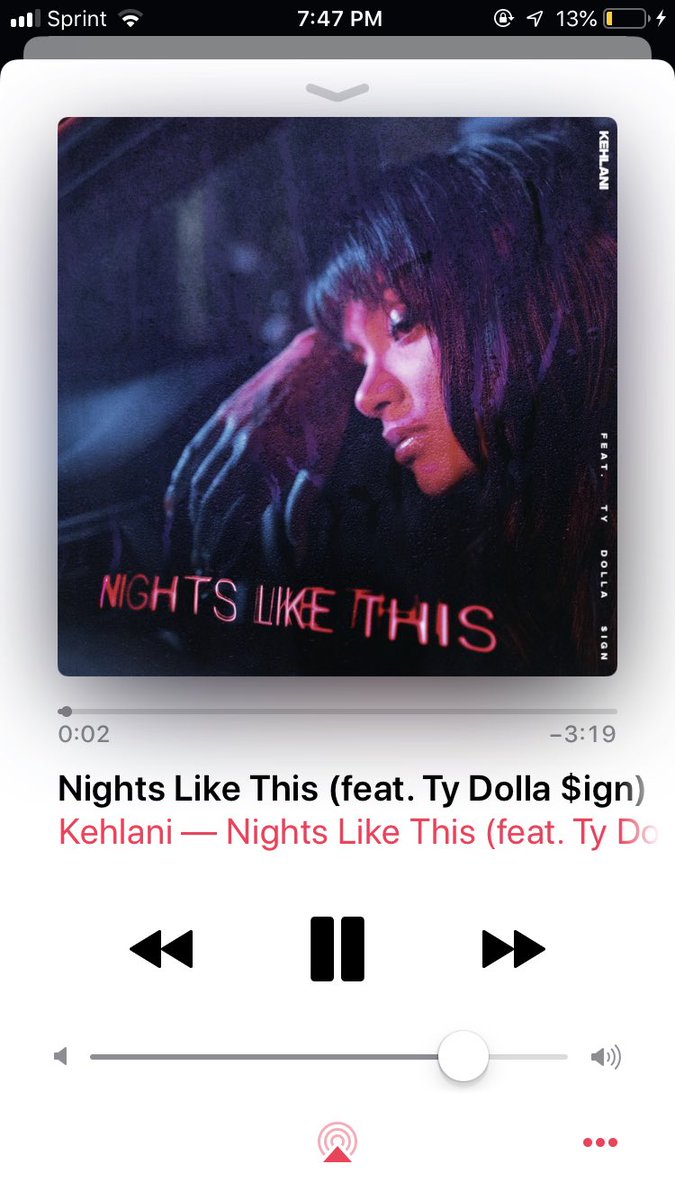 Sprint 7:47 PM 13%
KEHLANI
FEAT. TY DOLLA $IGN
NIGHTS LIKE THIS
0:02 −3:19
Nights Like This (feat. Ty Dolla $ign)
Kehlani — Nights Like This (feat. Ty Do